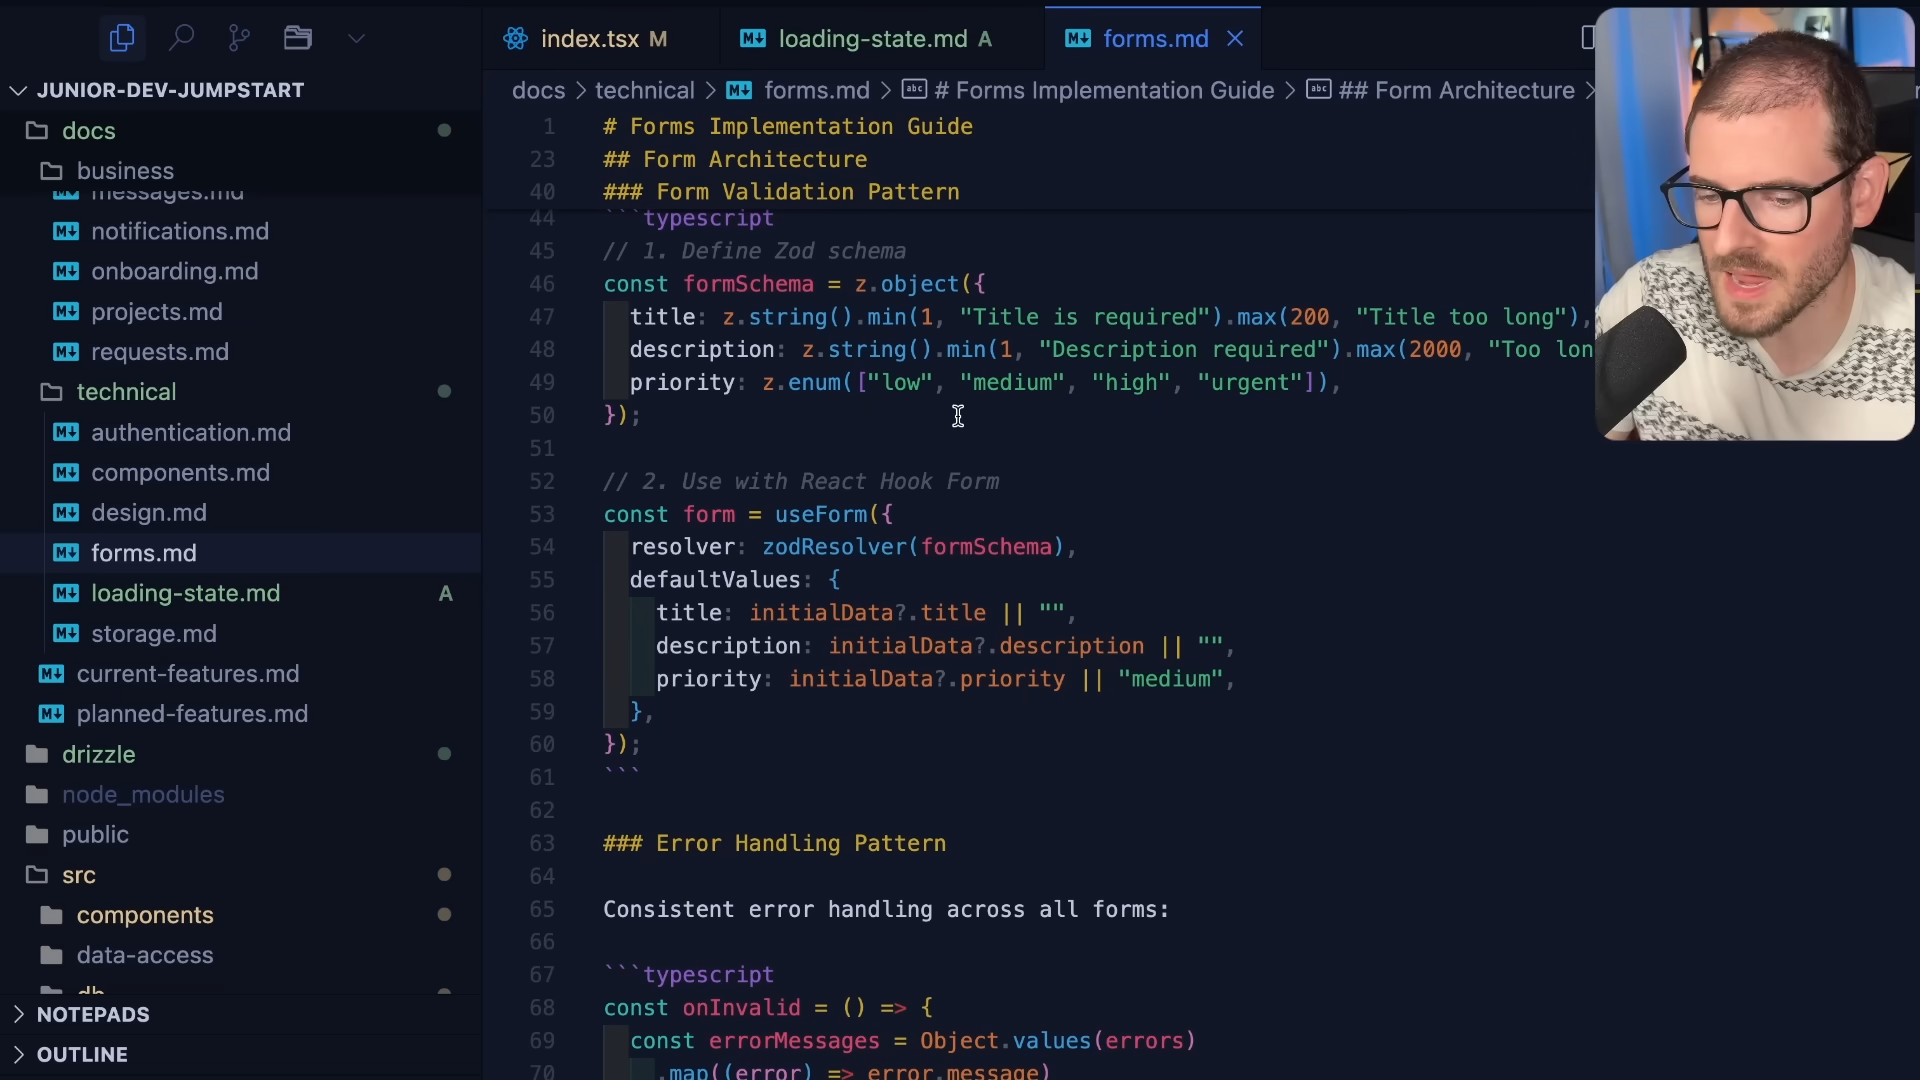 index.tsx M
loading-state.md A
forms.md
JUNIOR-DEV-JUMPSTART
docs > technical > forms.md > # Forms Implementation Guide > ## Form Architecture >
docs
business
messages.md
notifications.md
onboarding.md
projects.md
requests.md
technical
authentication.md
components.md
design.md
forms.md
loading-state.md A
storage.md
current-features.md
planned-features.md
drizzle
node_modules
public
src
components
data-access
db
NOTEPADS
OUTLINE
1 # Forms Implementation Guide
23 ## Form Architecture
40 ### Form Validation Pattern
44 ```typescript
45 // 1. Define Zod schema
46 const formSchema = z.object({
47 title: z.string().min(1, "Title is required").max(200, "Title too long"),
48 description: z.string().min(1, "Description required").max(2000, "Too lon
49 priority: z.enum(["low", "medium", "high", "urgent"]),
50 });
51
52 // 2. Use with React Hook Form
53 const form = useForm({
54 resolver: zodResolver(formSchema),
55 defaultValues: {
56 title: initialData?.title || "",
57 description: initialData?.description || "",
58 priority: initialData?.priority || "medium",
59 },
60 });
61 ```
62
63 ### Error Handling Pattern
64
65 Consistent error handling across all forms:
66
67 ```typescript
68 const onInvalid = () => {
69 const errorMessages = Object.values(errors)
70 .map((error) => error.message)